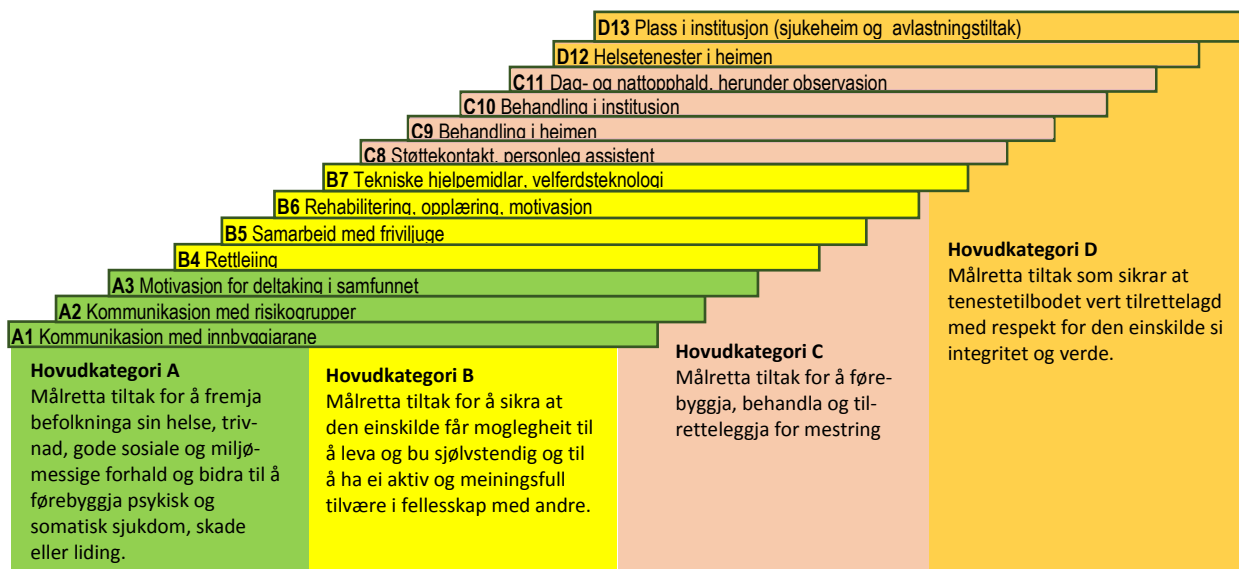 D13 Plass i institusjon (sjukeheim og avlastningstiltak)
D12 Helsetenester i heimen
C11 Dag- og nattopphald, herunder observasjon
C10 Behandling i institusion
C9 Behandling i heimen
C8 Støttekontakt, personleg assistent
B7 Tekniske hjelpemidlar, velferdsteknologi
B6 Rehabilitering, opplæring, motivasjon
B5 Samarbeid med friviljuge
B4 Rettleiing
A3 Motivasjon for deltaking i samfunnet
A2 Kommunikasjon med risikogrupper
A1 Kommunikasjon med innbyggjarane
Hovudkategori A
Målretta tiltak for å fremja
befolkninga sin helse, triv-
nad, gode sosiale og miljø-
messige forhald og bidra til å
førebyggja psykisk og
somatisk sjukdom, skade
eller liding.
Hovudkategori B
Målretta tiltak for å sikra at
den einskilde får moglegheit til
å leva og bu sjølvstendig og til
å ha ei aktiv og meiningsfull
tilvære i fellesskap med andre.
Hovudkategori C
Målretta tiltak for å føre-
byggja, behandla og til-
retteleggja for mestring
Hovudkategori D
Målretta tiltak som sikrar at
tenestetilbodet vert tilrettelagd
med respekt for den einskilde si
integritet og verde.